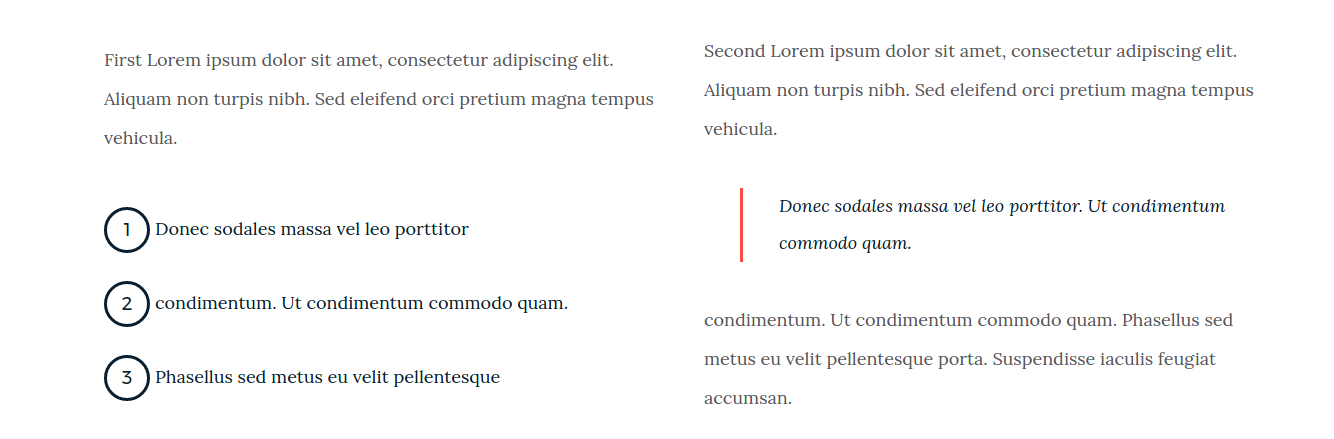 First Lorem ipsum dolor sit amet, consectetur adipiscing elit.
Aliquam non turpis nibh. Sed eleifend orci pretium magna tempus
vehicula.
1 Donec sodales massa vel leo porttitor
2 condimentum. Ut condimentum commodo quam.
3 Phasellus sed metus eu velit pellentesque
Second Lorem ipsum dolor sit amet, consectetur adipiscing elit.
Aliquam non turpis nibh. Sed eleifend orci pretium magna tempus
vehicula.
Donec sodales massa vel leo porttitor. Ut condimentum
commodo quam.
condimentum. Ut condimentum commodo quam. Phasellus sed
metus eu velit pellentesque porta. Suspendisse iaculis feugiat
accumsan.